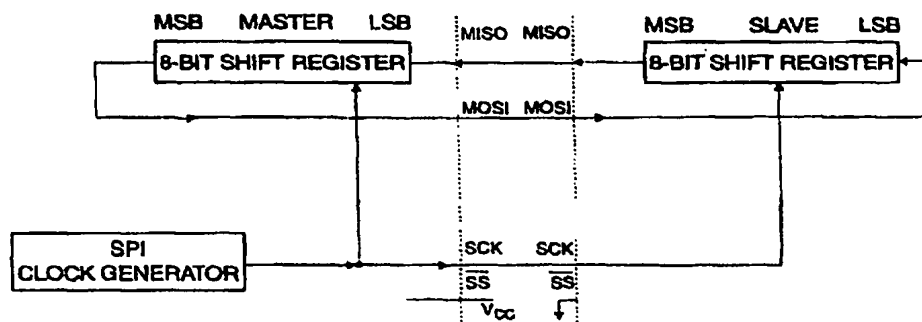 MSB MASTER LSB MISO MISO MSB SLAVE LSB
8-BIT SHIFT REGISTER 8-BIT SHIFT REGISTER
MOSI MOSI
SPI
CLOCK GENERATOR
SCK SCK
SS SS
VCC